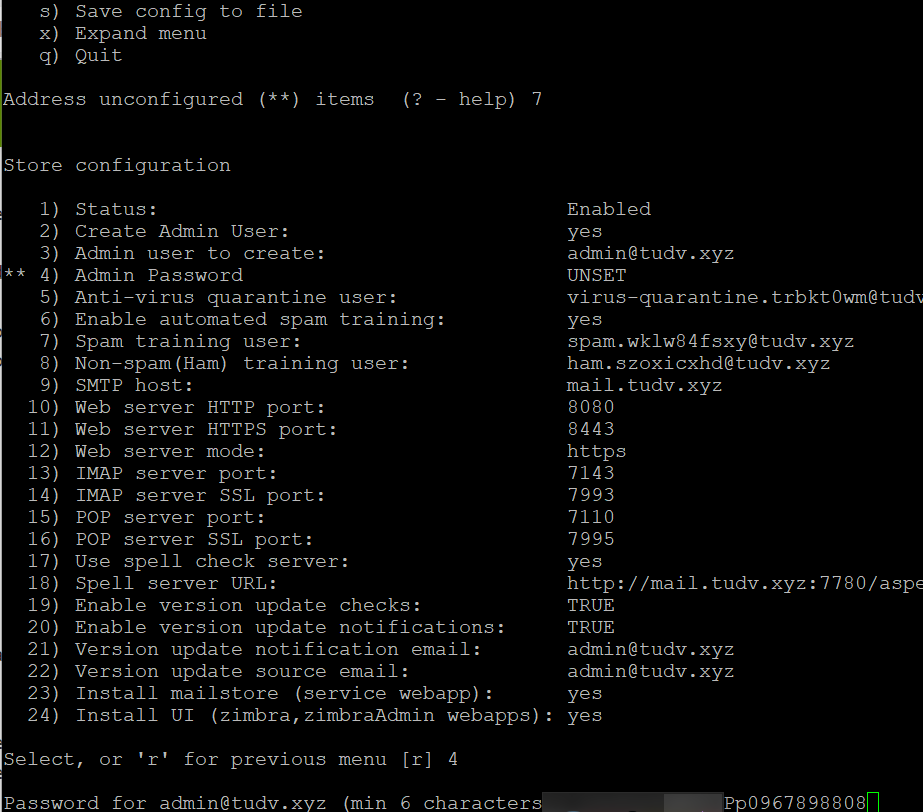 s) Save config to file
x) Expand menu
q) Quit
Address unconfigured (**) items  (? - help) 7
Store configuration
1) Status: Enabled
2) Create Admin User: yes
3) Admin user to create: admin@tudv.xyz
** 4) Admin Password UNSET
5) Anti-virus quarantine user: virus-quarantine.trbkt0wm@tudv
6) Enable automated spam training: yes
7) Spam training user: spam.wklw84fsxy@tudv.xyz
8) Non-spam(Ham) training user: ham.szoxicxhd@tudv.xyz
9) SMTP host: mail.tudv.xyz
10) Web server HTTP port: 8080
11) Web server HTTPS port: 8443
12) Web server mode: https
13) IMAP server port: 7143
14) IMAP server SSL port: 7993
15) POP server port: 7110
16) POP server SSL port: 7995
17) Use spell check server: yes
18) Spell server URL: http://mail.tudv.xyz:7780/aspe
19) Enable version update checks: TRUE
20) Enable version update notifications: TRUE
21) Version update notification email: admin@tudv.xyz
22) Version update source email: admin@tudv.xyz
23) Install mailstore (service webapp): yes
24) Install UI (zimbra,zimbraAdmin webapps): yes
Select, or 'r' for previous menu [r] 4
Password for admin@tudv.xyz (min 6 characters Pp0967898808